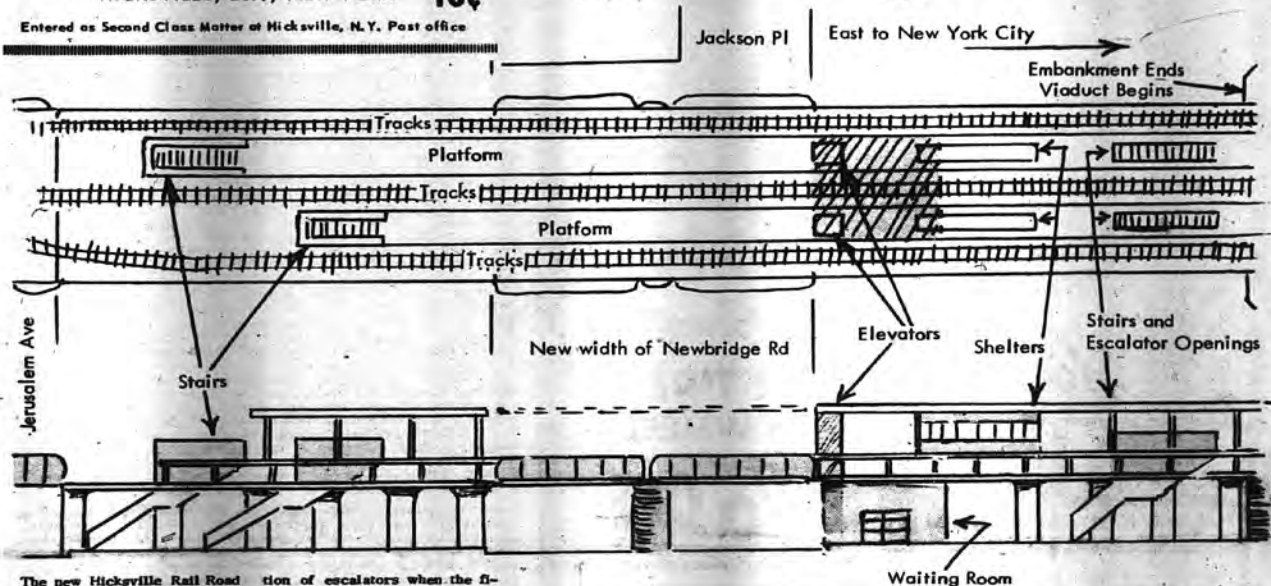 10¢
Entered as Second Class Matter at Hicksville, N.Y. Post office
Jackson Pl
East to New York City
Embankment Ends
Viaduct Begins
Tracks
Platform
Tracks
Platform
Tracks
Jerusalem Ave
Stairs
New width of Newbridge Rd
Elevators
Shelters
Stairs and
Escalator Openings
Waiting Room
The new Hicksville Rail Road
tion of escalators when the fi-